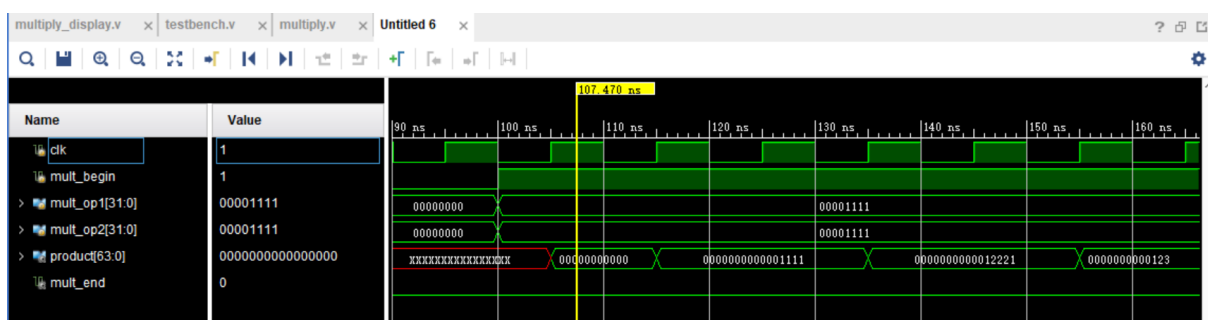 multiply_display.v × testbench.v × multiply.v × Untitled 6 ×
107.470 ns
Name Value
90 ns 100 ns 110 ns 120 ns 130 ns 140 ns 150 ns 160 ns
clk 1
mult_begin 1
mult_op1[31:0] 00001111 00000000 00001111
mult_op2[31:0] 00001111 00000000 00001111
product[63:0] 0000000000000000 XXXXXXXXXXXXXXXX 00000000000 0000000000001111 0000000000012221 0000000000123
mult_end 0